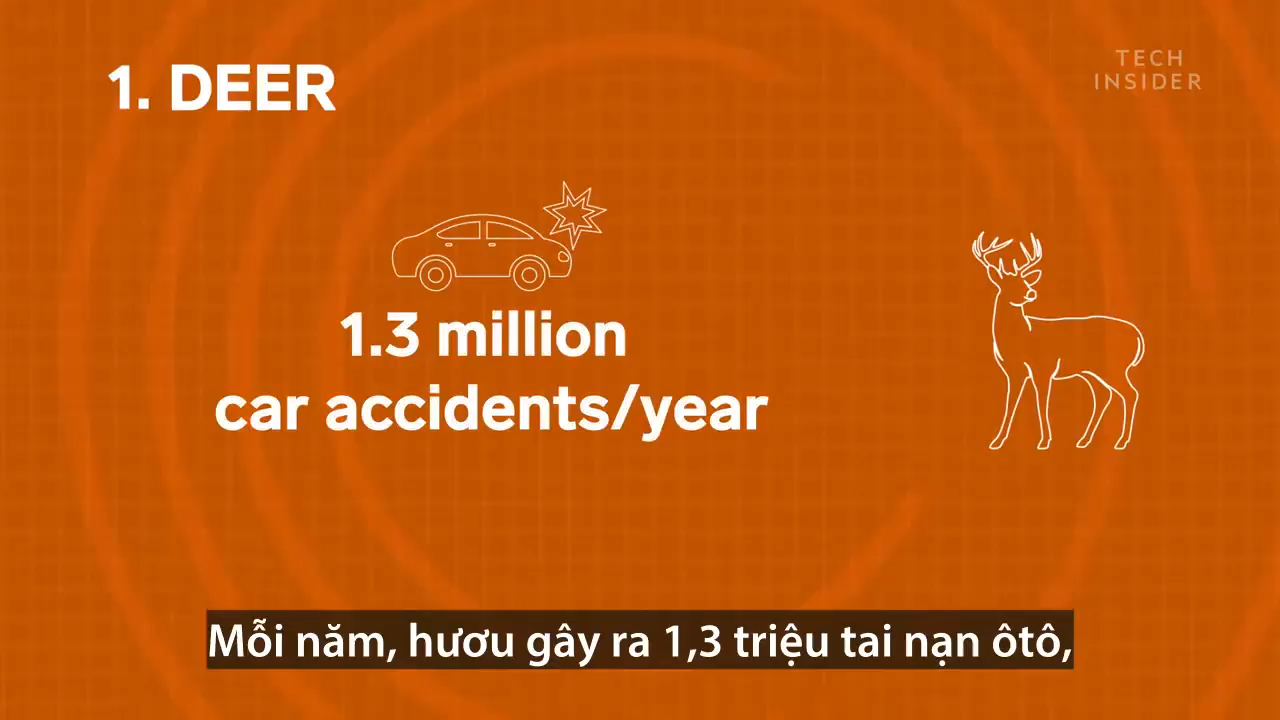 1. DEER
TECH
INSIDER
1.3 million
car accidents/year
Mỗi năm, hươu gây ra 1,3 triệu tai nạn ôtô,